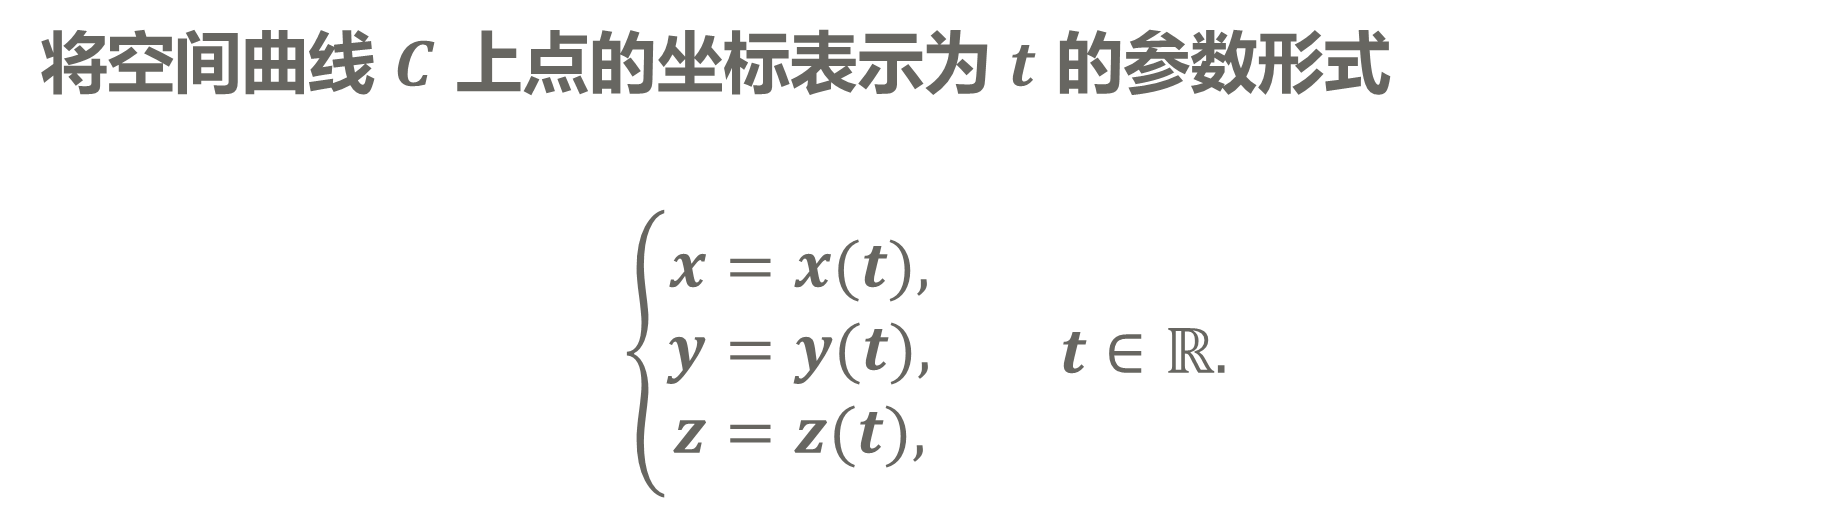 将空间曲线 C 上点的坐标表示为 t 的参数形式
x = x(t),
y = y(t), t ∈ ℝ.
z = z(t),